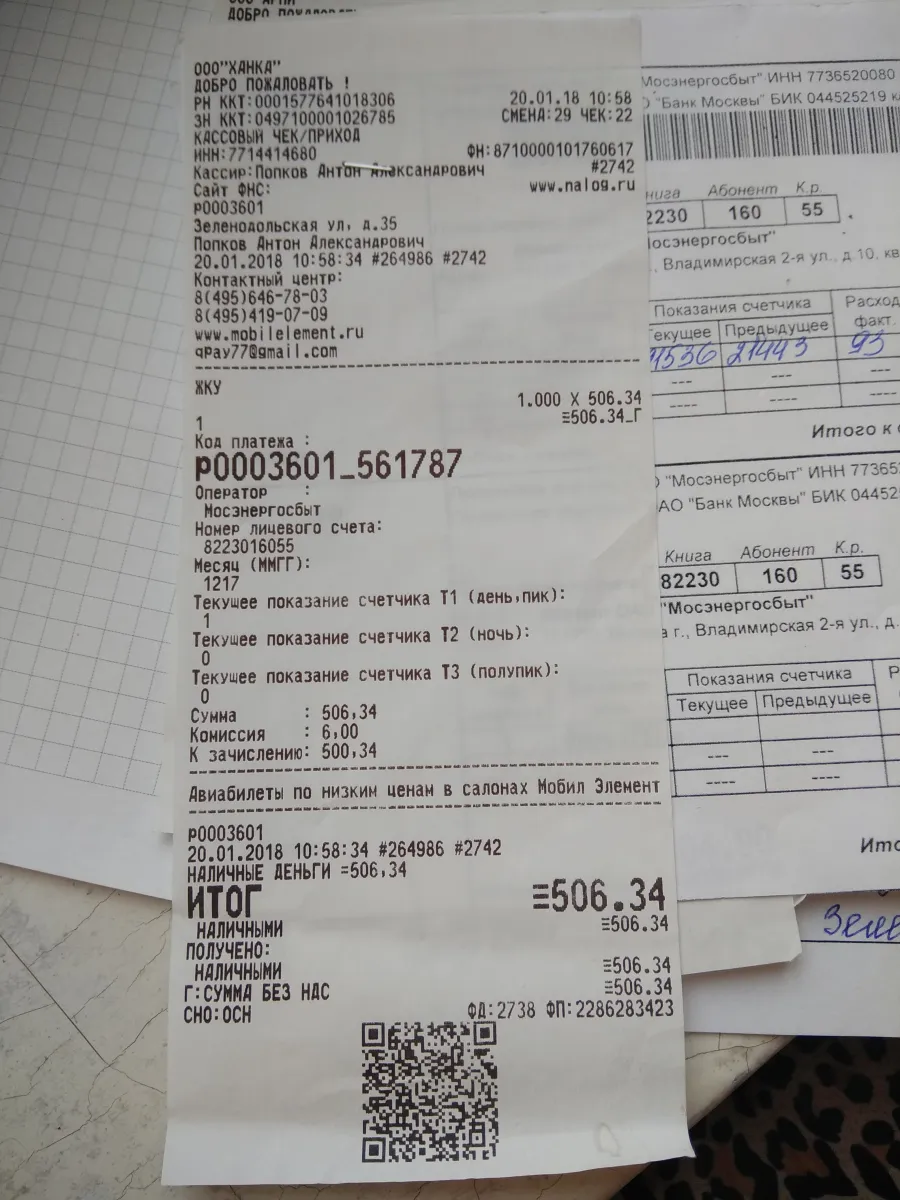 ДОБРО ПОЖАЛОВАТЬ
ООО"ХАНКА"
ДОБРО ПОЖАЛОВАТЬ !
РН ККТ:0001577641018306 20.01.18 10:58
ЗН ККТ:0497100001026785 СМЕНА:29 ЧЕК:22
КАССОВЫЙ ЧЕК/ПРИХОД
ИНН:7714414680 ФН:8710000101760617
Кассир:Попков Антон Александрович #2742
Сайт ФНС: www.nalog.ru
P0003601
Зеленодольская ул, д.35
Попков Антон Александрович
20.01.2018 10:58:34 #264986 #2742
Контактный центр:
8(495)646-78-03
8(495)419-07-09
www.mobilelement.ru
qPay77@gmail.com
ЖКУ
1.000 X 506.34
1 ≡506.34_Г
Код платежа :
P0003601_561787
Оператор :
Мосэнергосбыт
Номер лицевого счета:
8223016055
Месяц (ММГГ):
1217
Текущее показание счетчика Т1 (день,пик):
1
Текущее показание счетчика Т2 (ночь):
0
Текущее показание счетчика Т3 (полупик):
0
Сумма : 506,34
Комиссия : 6,00
К зачислению: 500,34
Авиабилеты по низким ценам в салонах Мобил Элемент
P0003601
20.01.2018 10:58:34 #264986 #2742
НАЛИЧНЫЕ ДЕНЬГИ =506,34
ИТОГ ≡506.34
НАЛИЧНЫМИ ≡506.34
ПОЛУЧЕНО:
НАЛИЧНЫМИ ≡506.34
Г:СУММА БЕЗ НДС ≡506.34
СНО:ОСН ФД:2738 ФП:2286283423
Мосэнергосбыт" ИНН 7736520080
"Банк Москвы" БИК 044525219
Абонент К.р.
2230 160 55
Владимирская 2-я ул., д.10, кв
Показания счетчика Расход
Предыдущее факт.
21443 93
--- --- ---
---- ---- ----
Итого к
"Мосэнергосбыт" ИНН 77365
АО "Банк Москвы" БИК 04452
Книга Абонент К.р.
82230 160 55
"Мосэнергосбыт"
г., Владимирская 2-я ул., д.
Показания счетчика
Текущее Предыдущее
--- ---
---- ----